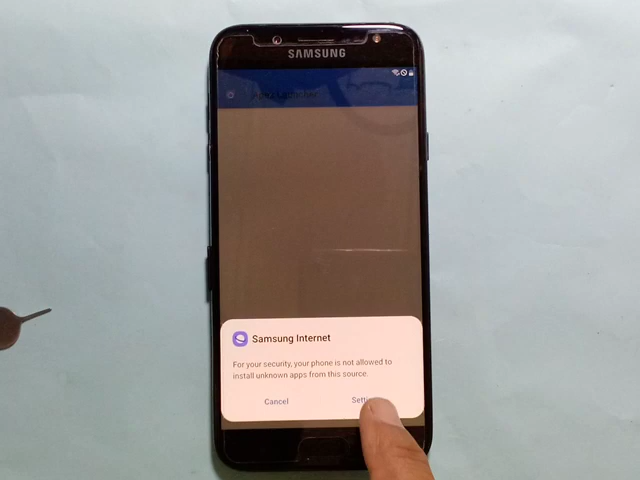 SAMSUNG
Samsung Internet
For your security, your phone is not allowed to
install unknown apps from this source.
Cancel